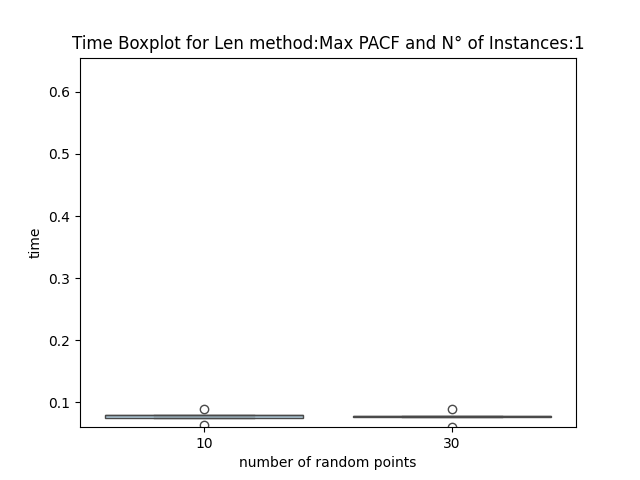 Time Boxplot for Len method:Max PACF and N° of Instances:1
0.6
0.5
0.4
0.3
0.2
0.1
time
10 30
number of random points